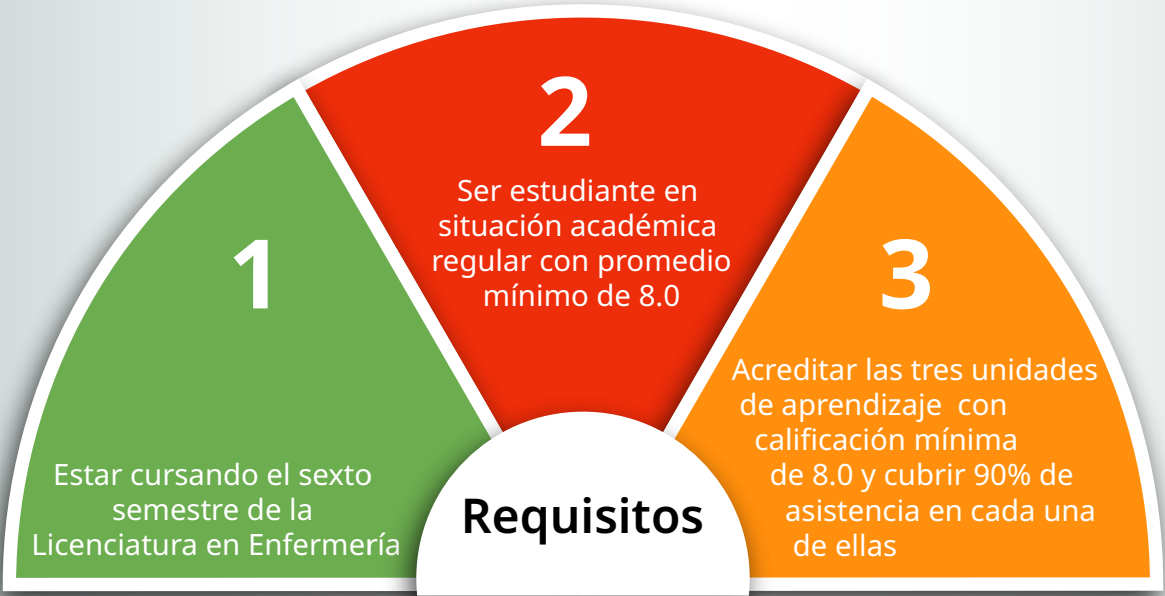 1
Estar cursando el sexto
semestre de la
Licenciatura en Enfermería
2
Ser estudiante en
situación académica
regular con promedio
mínimo de 8.0
3
Acreditar las tres unidades
de aprendizaje con
calificación mínima
de 8.0 y cubrir 90% de
asistencia en cada una
de ellas
Requisitos